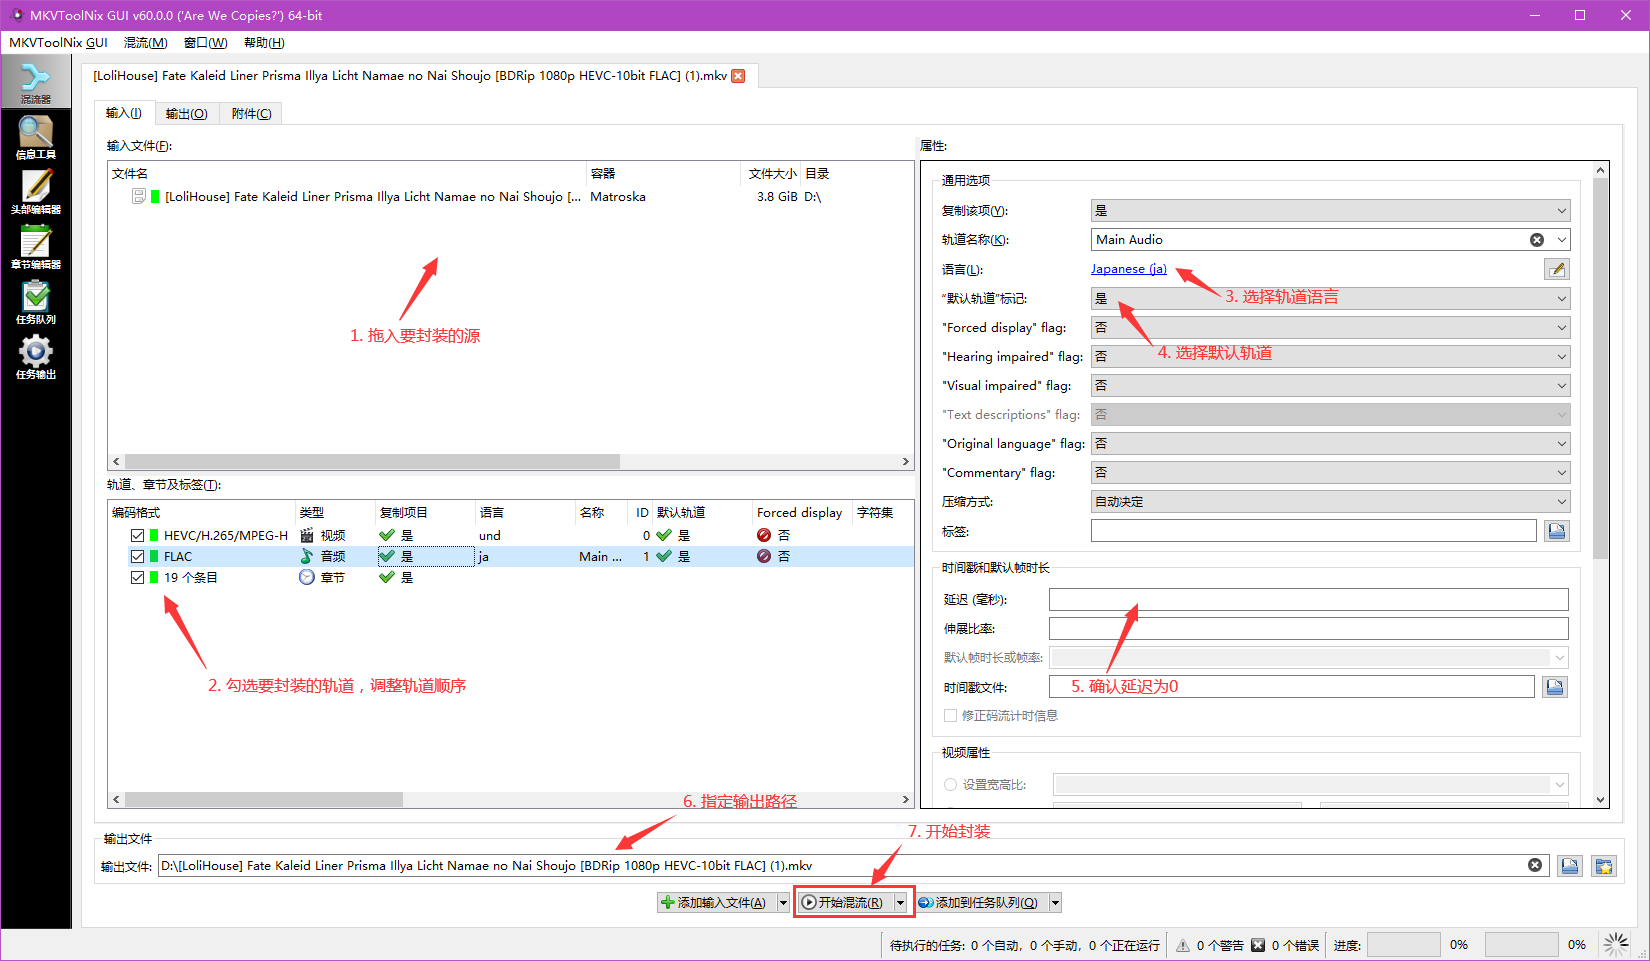 MKVToolNix GUI v60.0.0 ('Are We Copies?') 64-bit
MKVToolNix GUI 混流(M) 窗口(W) 帮助(H)
混流器
信息工具
头部编辑器
章节编辑器
任务队列
任务输出
[LoliHouse] Fate Kaleid Liner Prisma Illya Licht Namae no Nai Shoujo [BDRip 1080p HEVC-10bit FLAC] (1).mkv
输入(I) 输出(O) 附件(C)
输入文件(F):
文件名 容器 文件大小 目录
[LoliHouse] Fate Kaleid Liner Prisma Illya Licht Namae no Nai Shoujo [... Matroska 3.8 GiB D:\
1. 拖入要封装的源
轨道、章节及标签(T):
编码格式 类型 复制项目 语言 名称 ID 默认轨道 Forced display 字符集
HEVC/H.265/MPEG-H 视频 是 und 0 是 否
FLAC 音频 是 ja Main ... 1 是 否
19 个条目 章节 是
2. 勾选要封装的轨道，调整轨道顺序
属性:
通用选项
复制该项(Y): 是
轨道名称(K): Main Audio
语言(L): Japanese (ja)
3. 选择轨道语言
“默认轨道”标记: 是
"Forced display" flag: 否
4. 选择默认轨道
"Hearing impaired" flag: 否
"Visual impaired" flag: 否
"Text descriptions" flag: 否
"Original language" flag: 否
"Commentary" flag: 否
压缩方式: 自动决定
标签:
时间戳和默认帧时长
延迟 (毫秒):
伸展比率:
默认帧时长或帧率:
时间戳文件:
5. 确认延迟为0
修正码流计时信息
视频属性
设置宽高比:
6. 指定输出路径
7. 开始封装
输出文件
输出文件: D:\[LoliHouse] Fate Kaleid Liner Prisma Illya Licht Namae no Nai Shoujo [BDRip 1080p HEVC-10bit FLAC] (1).mkv
添加输入文件(A) 开始混流(R) 添加到任务队列(Q)
待执行的任务: 0 个自动, 0 个手动, 0 个正在运行 0 个警告 0 个错误 进度: 0% 0%